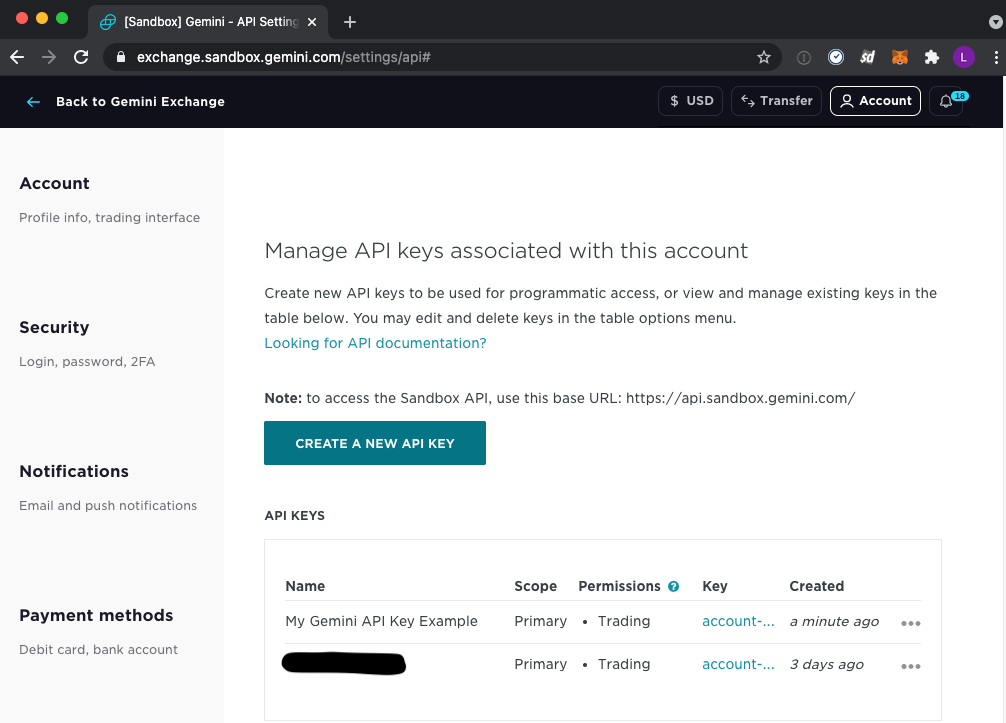 [Sandbox] Gemini - API Setting
exchange.sandbox.gemini.com/settings/api#
sd
L
Back to Gemini Exchange
$ USD
Transfer
Account
18
Account
Profile info, trading interface
Security
Login, password, 2FA
Notifications
Email and push notifications
Payment methods
Debit card, bank account
Manage API keys associated with this account
Create new API keys to be used for programmatic access, or view and manage existing keys in the
table below. You may edit and delete keys in the table options menu.
Looking for API documentation?
Note: to access the Sandbox API, use this base URL: https://api.sandbox.gemini.com/
CREATE A NEW API KEY
API KEYS
Name Scope Permissions ? Key Created
My Gemini API Key Example Primary • Trading account-... a minute ago •••
Primary • Trading account-... 3 days ago •••